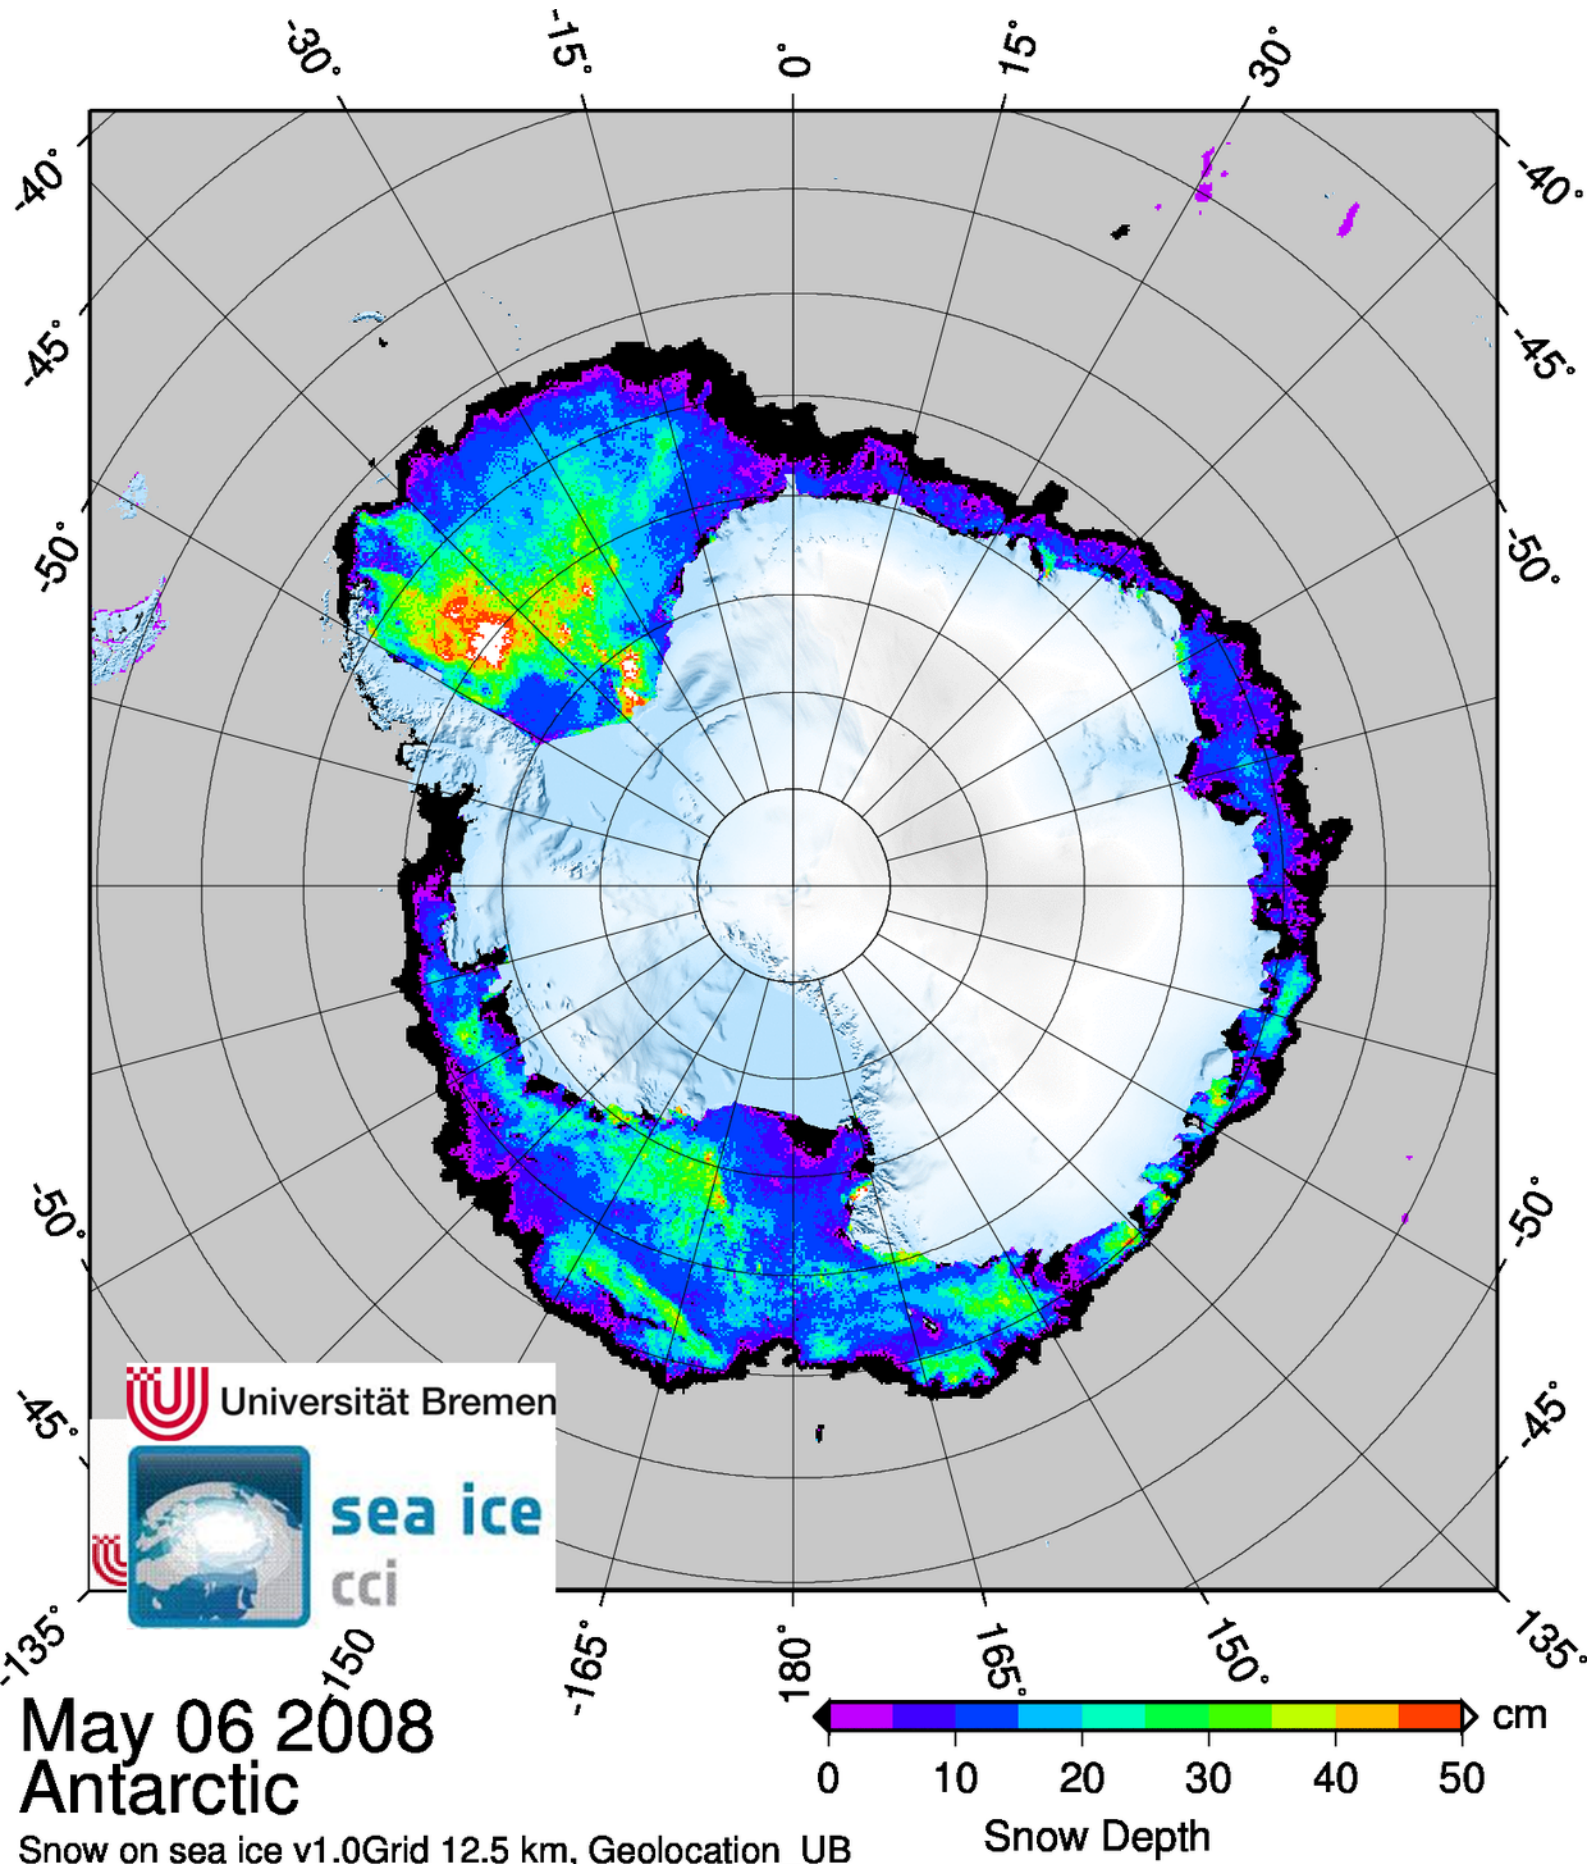 -30° -15° 0° 15° 30°
-40° -40°
-45° -45°
-50° -50°
-50° -50°
-45° -45°
Universität Bremen
sea ice
cci
-135° -150 -165° 180° 165° 150° 135°
May 06 2008
Antarctic
Snow on sea ice v1.0Grid 12.5 km, Geolocation UB
cm
0 10 20 30 40 50
Snow Depth